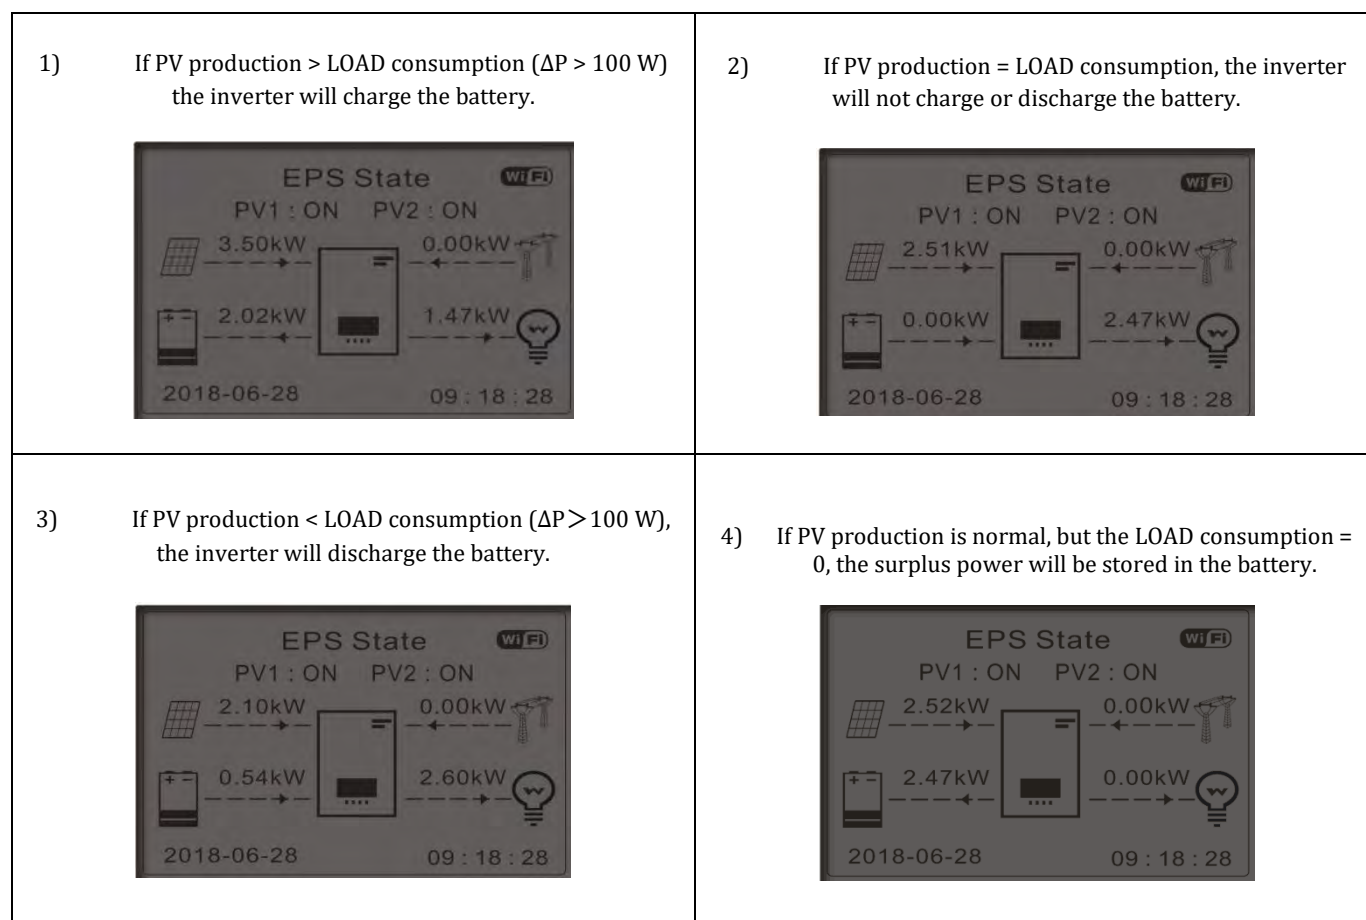 1) If PV production > LOAD consumption (ΔP > 100 W)
the inverter will charge the battery.
EPS State WiFi
PV1 : ON PV2 : ON
3.50kW 0.00kW
2.02kW 1.47kW
2018-06-28 09 : 18 : 28
2) If PV production = LOAD consumption, the inverter
will not charge or discharge the battery.
EPS State WiFi
PV1 : ON PV2 : ON
2.51kW 0.00kW
0.00kW 2.47kW
2018-06-28 09 : 18 : 28
3) If PV production < LOAD consumption (ΔP＞100 W),
the inverter will discharge the battery.
EPS State WiFi
PV1 : ON PV2 : ON
2.10kW 0.00kW
0.54kW 2.60kW
2018-06-28 09 : 18 : 28
4) If PV production is normal, but the LOAD consumption =
0, the surplus power will be stored in the battery.
EPS State WiFi
PV1 : ON PV2 : ON
2.52kW 0.00kW
2.47kW 0.00kW
2018-06-28 09 : 18 : 28